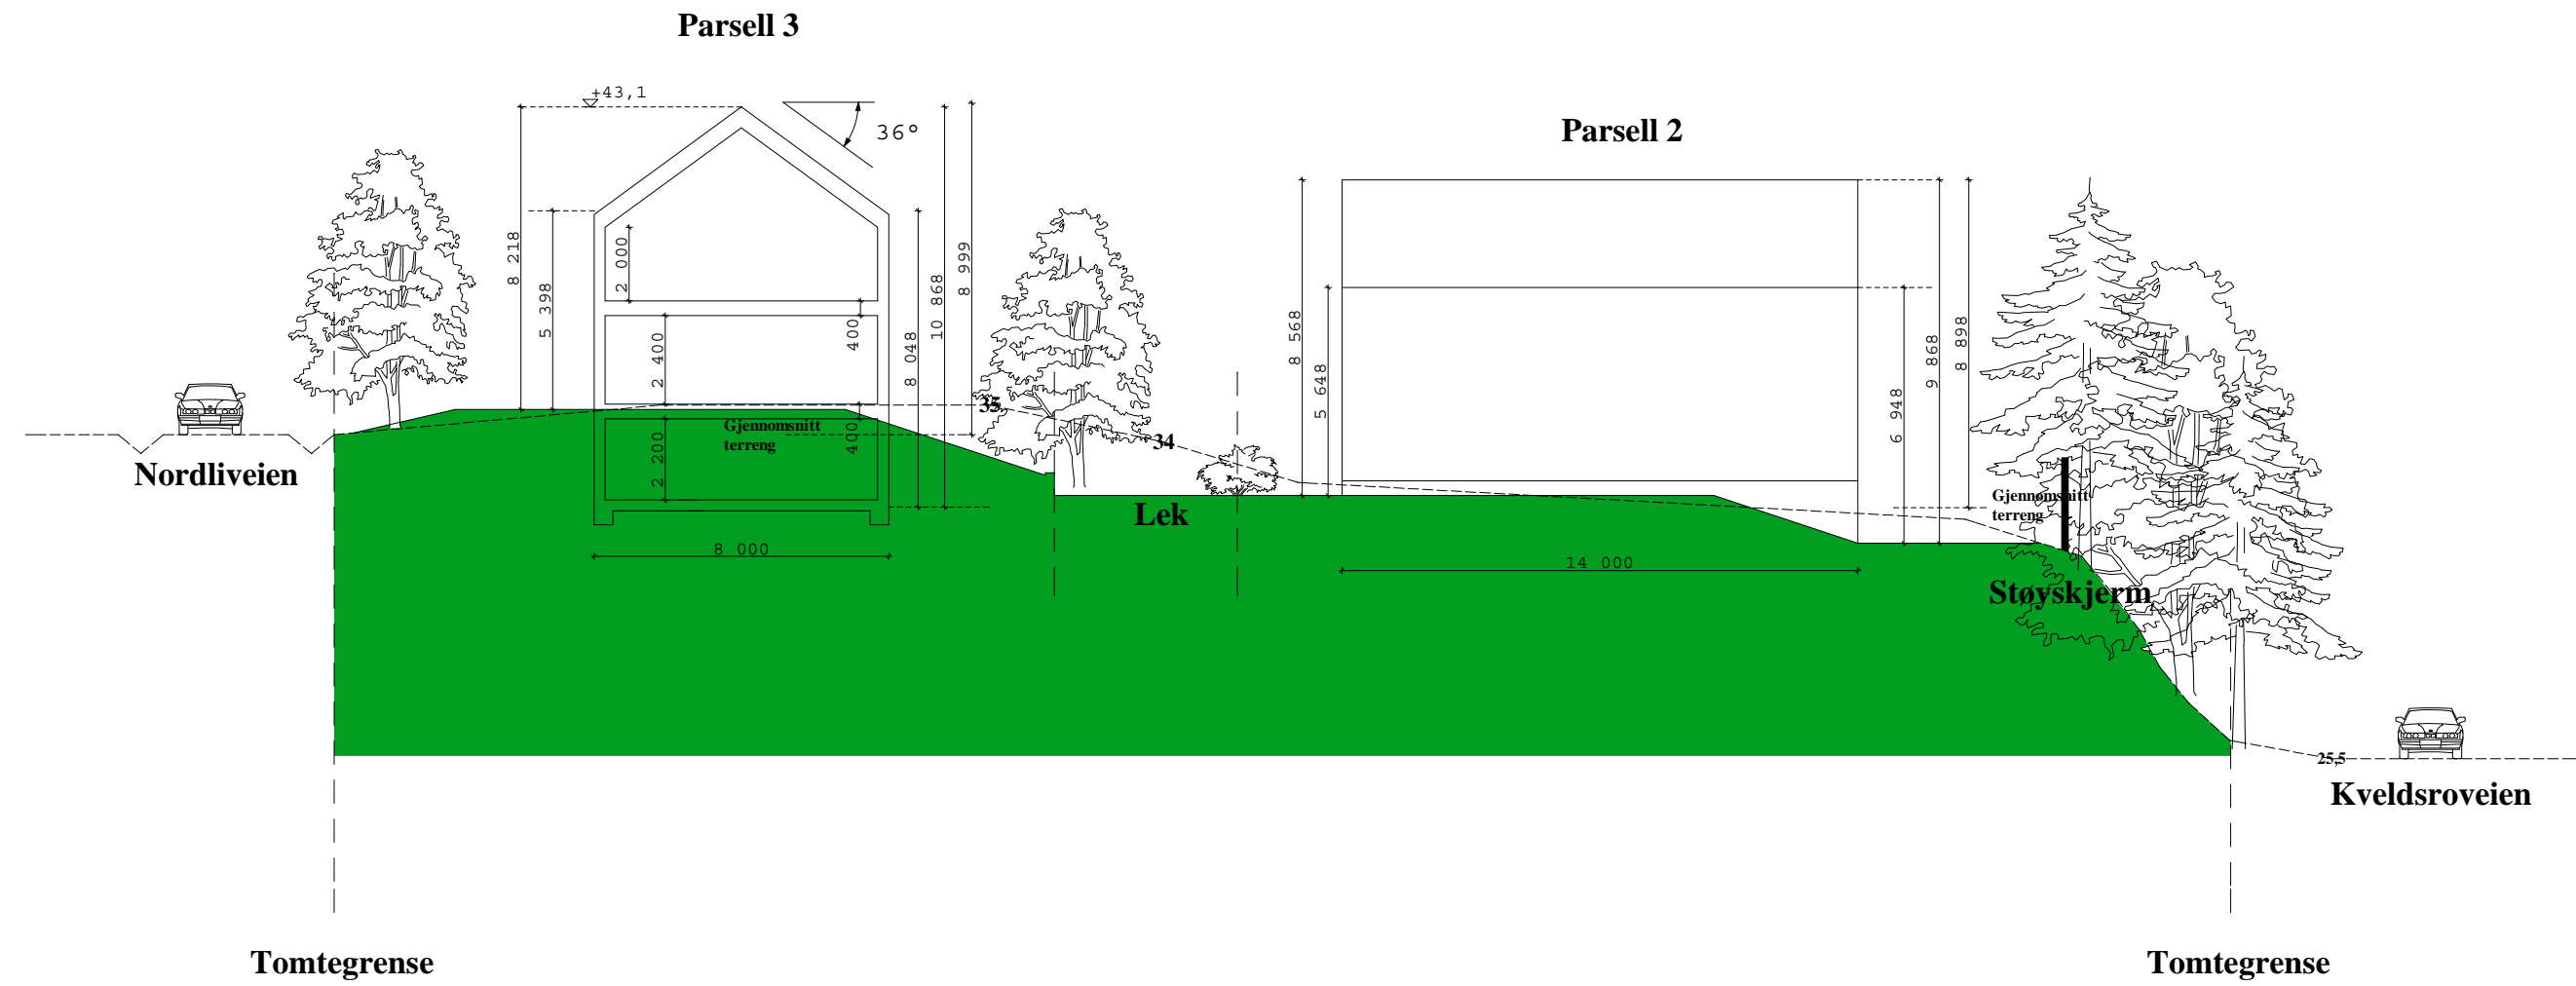 Parsell 3
+43,1
36°
Parsell 2
8 218
5 398
2 000
2 400
400
2 200
400
8 048
10 868
8 999
8 568
5 648
6 948
9 868
8 898
35
34
Gjennomsnitt
terreng
Nordliveien
Lek
8 000
14 000
Gjennomsnitt
terreng
Støyskjerm
25,5
Kveldsroveien
Tomtegrense
Tomtegrense